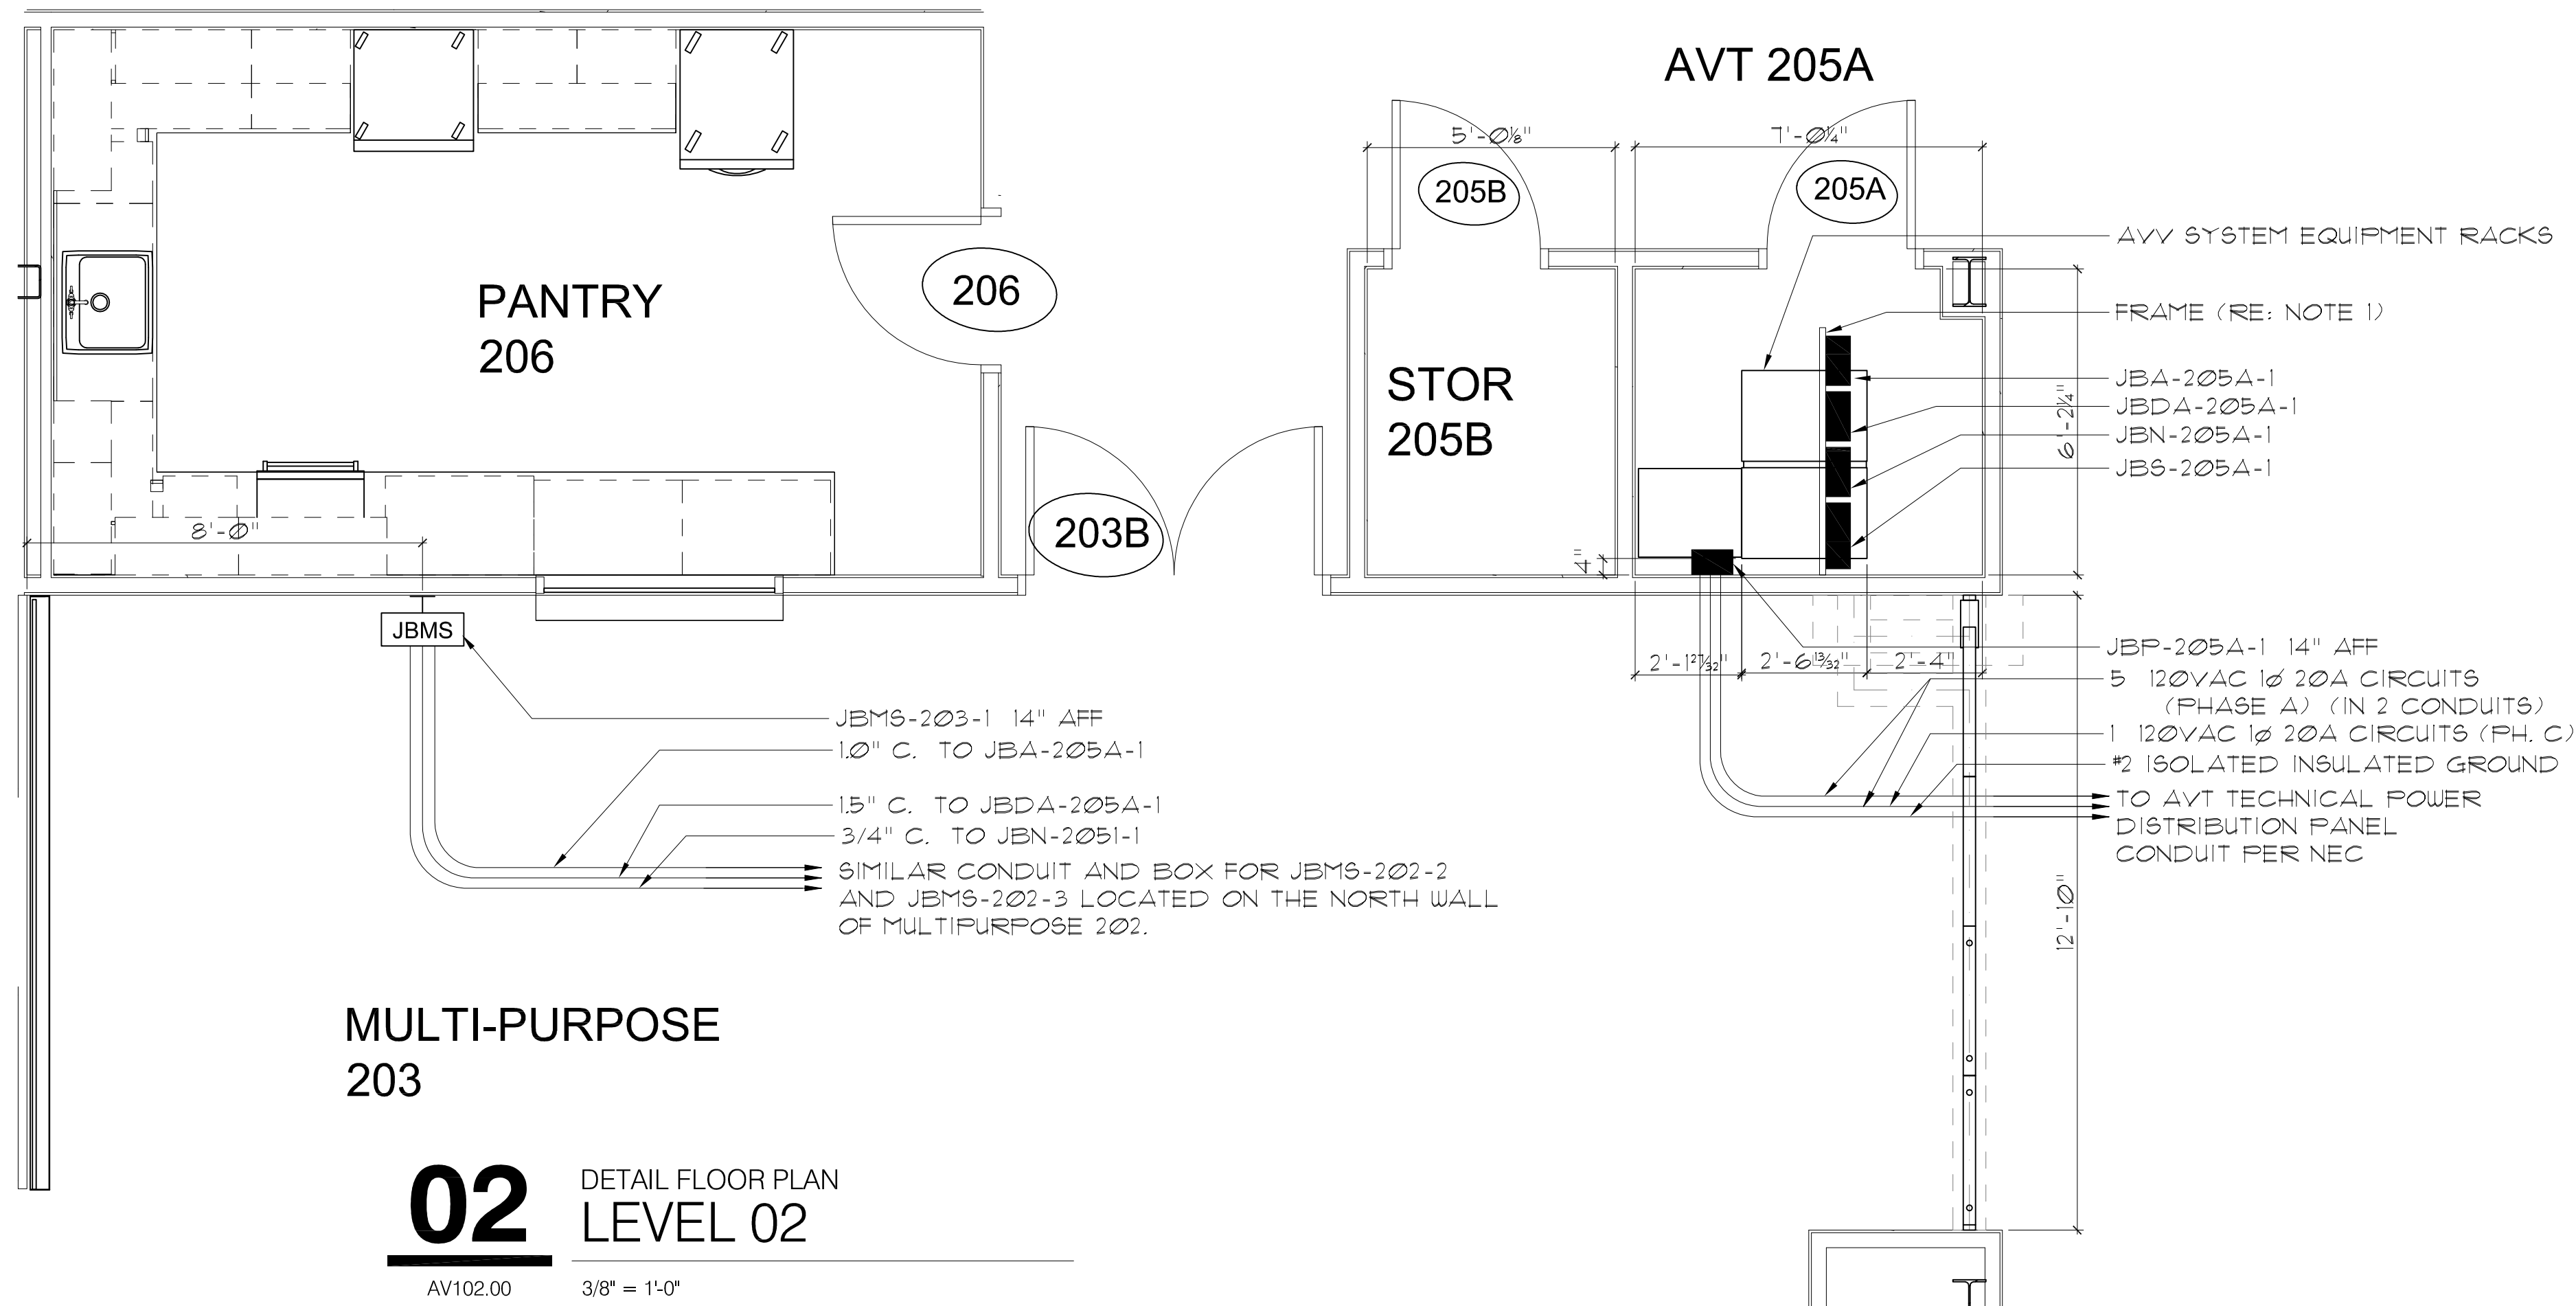 AVT 205A
5'-0⅛"
7'-0¼"
205B
205A
AVV SYSTEM EQUIPMENT RACKS
FRAME (RE: NOTE 1)
JBA-205A-1
JBDA-205A-1
JBN-205A-1
JBS-205A-1
6'-2¼"
PANTRY
206
206
STOR
205B
203B
8'-0"
4"
JBMS
JBP-205A-1 14" AFF
5 120VAC 1ø 20A CIRCUITS
(PHASE A) (IN 2 CONDUITS)
1 120VAC 1ø 20A CIRCUITS (PH. C)
#2 ISOLATED INSULATED GROUND
TO AVT TECHNICAL POWER
DISTRIBUTION PANEL
CONDUIT PER NEC
2'-1 27/32"
2'-6 13/32"
2'-4"
12'-10"
JBMS-203-1 14" AFF
1.0" C. TO JBA-205A-1
1.5" C. TO JBDA-205A-1
3/4" C. TO JBN-2051-1
SIMILAR CONDUIT AND BOX FOR JBMS-202-2
AND JBMS-202-3 LOCATED ON THE NORTH WALL
OF MULTIPURPOSE 202.
MULTI-PURPOSE
203
02
DETAIL FLOOR PLAN
LEVEL 02
AV102.00
3/8" = 1'-0"